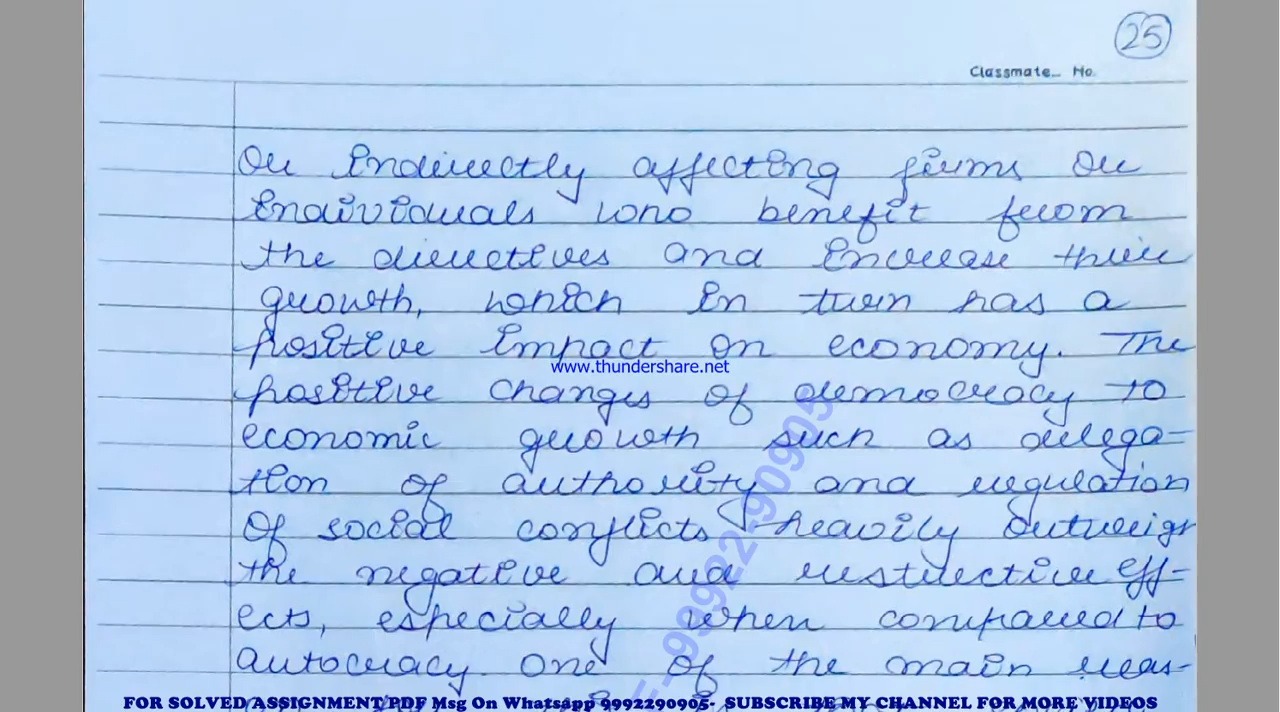 25
Classmate No.
or indirectly affecting firms or
individuals who benefit from
the directives and increase their
growth, which in turn has a
positive impact on economy. The
www.thundershare.net
positive changes of democracy to
economic growth such as delega-
tion of authority and regulation
of social conflicts heavily outweigh
the negative and restrictive eff-
ects, especially when compared to
autocracy one of the main reas-
99922-90905
FOR SOLVED ASSIGNMENT PDF Msg On Whatsapp 9992290905- SUBSCRIBE MY CHANNEL FOR MORE VIDEOS